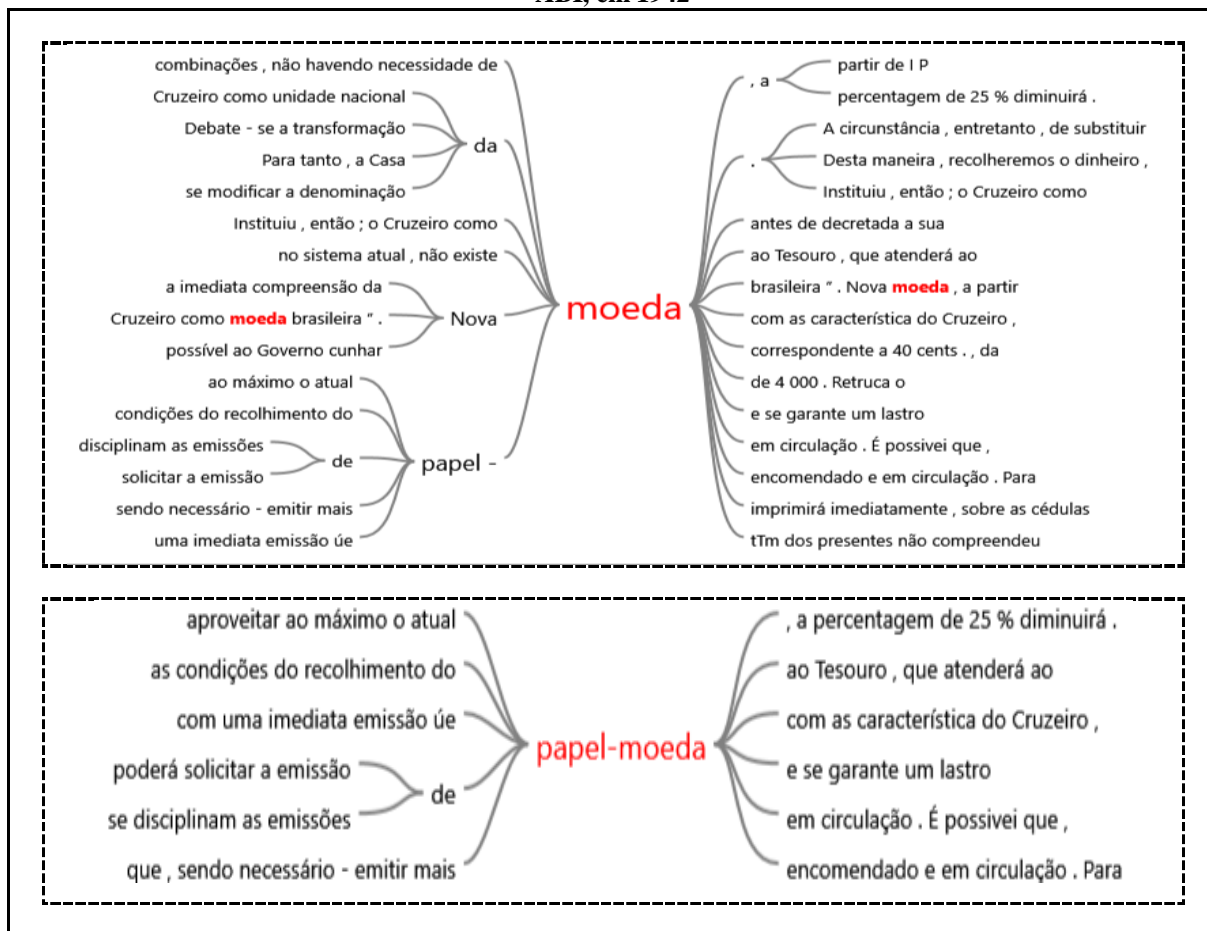 ABI, em 1942
combinações , não havendo necessidade de
Cruzeiro como unidade nacional
Debate - se a transformação
Para tanto , a Casa
se modificar a denominação
da
Instituiu , então ; o Cruzeiro como
no sistema atual , não existe
a imediata compreensão da
Cruzeiro como moeda brasileira " .
possível ao Governo cunhar
Nova
ao máximo o atual
condições do recolhimento do
disciplinam as emissões
solicitar a emissão
de
sendo necessário - emitir mais
uma imediata emissão úe
papel -
moeda
, a
partir de I P
percentagem de 25 % diminuirá .
.
A circunstância , entretanto , de substituir
Desta maneira , recolheremos o dinheiro ,
Instituiu , então ; o Cruzeiro como
antes de decretada a sua
ao Tesouro , que atenderá ao
brasileira " . Nova moeda , a partir
com as característica do Cruzeiro ,
correspondente a 40 cents . , da
de 4 000 . Retruca o
e se garante um lastro
em circulação . É possivei que ,
encomendado e em circulação . Para
imprimirá imediatamente , sobre as cédulas
tTm dos presentes não compreendeu
aproveitar ao máximo o atual
as condições do recolhimento do
com uma imediata emissão úe
poderá solicitar a emissão
se disciplinam as emissões
de
que , sendo necessário - emitir mais
papel-moeda
, a percentagem de 25 % diminuirá .
ao Tesouro , que atenderá ao
com as característica do Cruzeiro ,
e se garante um lastro
em circulação . É possivei que ,
encomendado e em circulação . Para